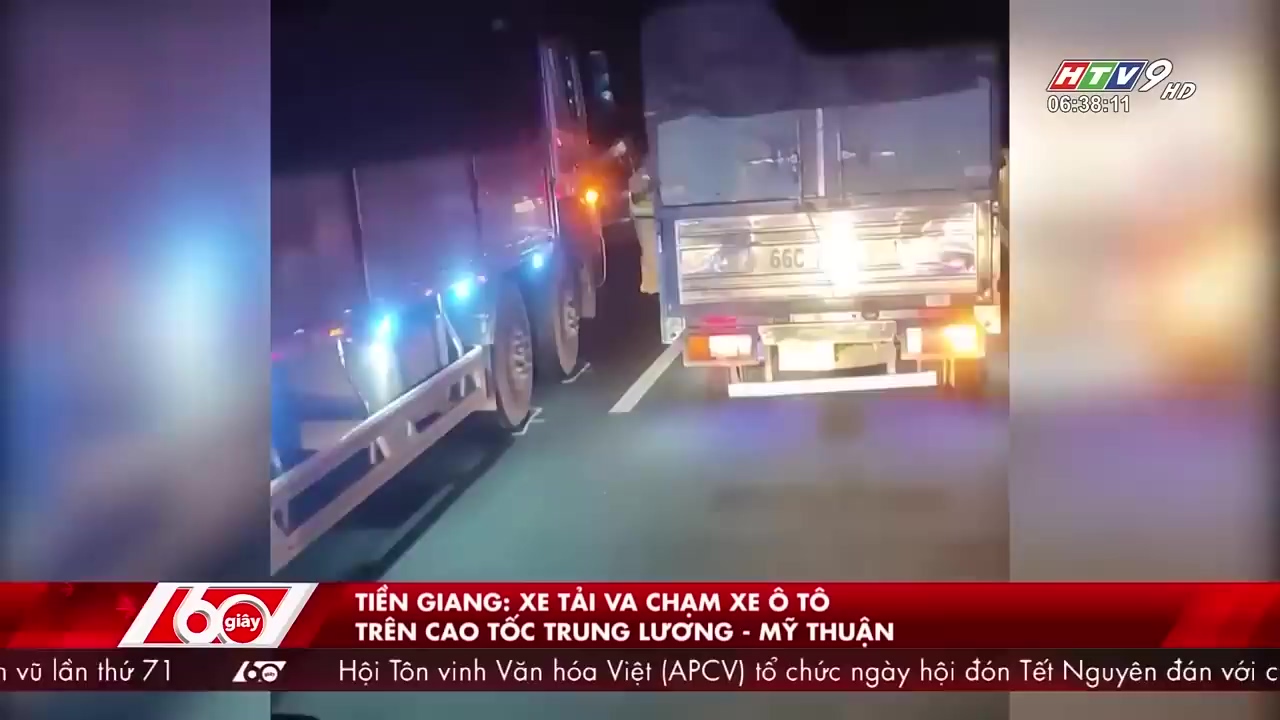 HTV9 HD
06:38:11
66C
60 giây
TIỀN GIANG: XE TẢI VA CHẠM XE Ô TÔ
TRÊN CAO TỐC TRUNG LƯƠNG - MỸ THUẬN
vũ lần thứ 71 60 giây Hội Tôn vinh Văn hóa Việt (APCV) tổ chức ngày hội đón Tết Nguyên đán với